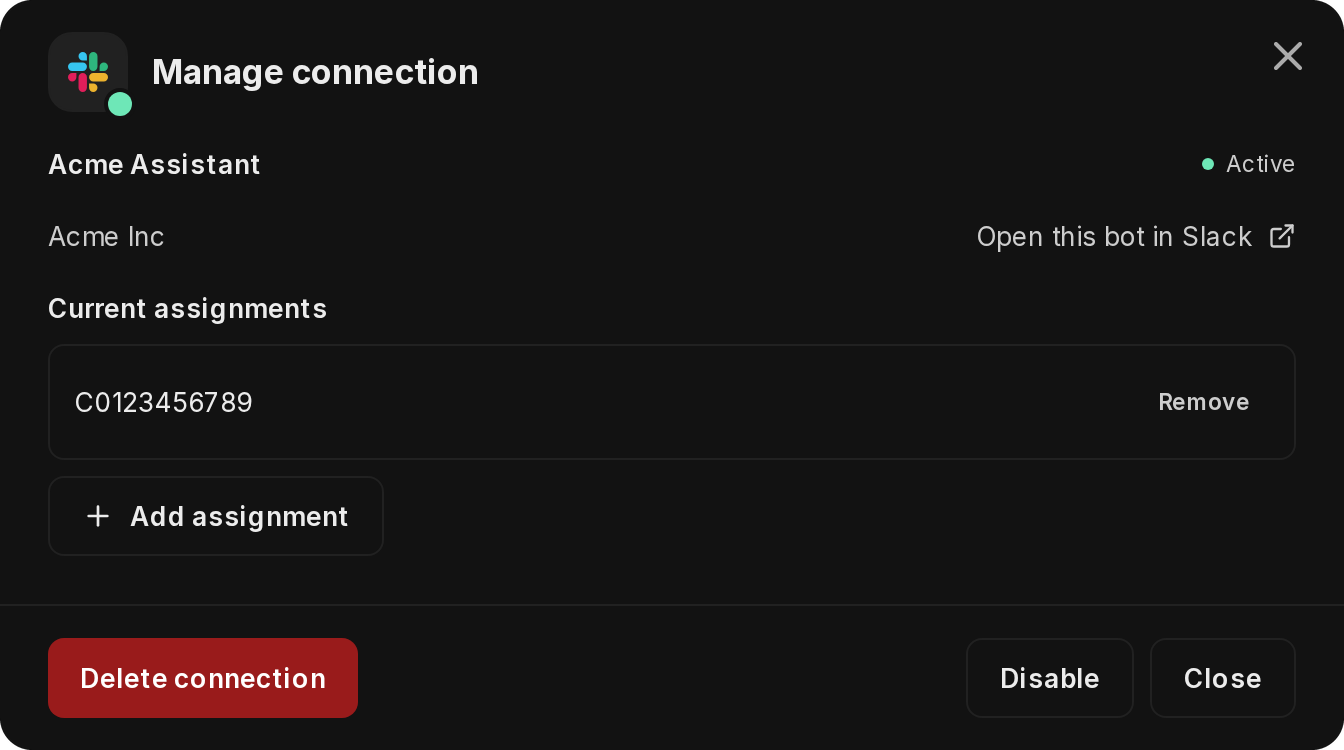 Manage connection
Acme Assistant
Active
Acme Inc
Open this bot in Slack
Current assignments
C0123456789
Remove
Add assignment
Delete connection
Disable
Close